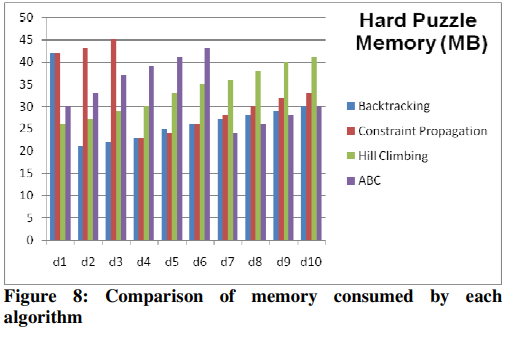 Hard Puzzle
Memory (MB)
50
45
40
35
30
25
20
15
10
5
0
d1 d2 d3 d4 d5 d6 d7 d8 d9 d10
Backtracking
Constraint Propagation
Hill Climbing
ABC
Figure 8: Comparison of memory consumed by each
algorithm